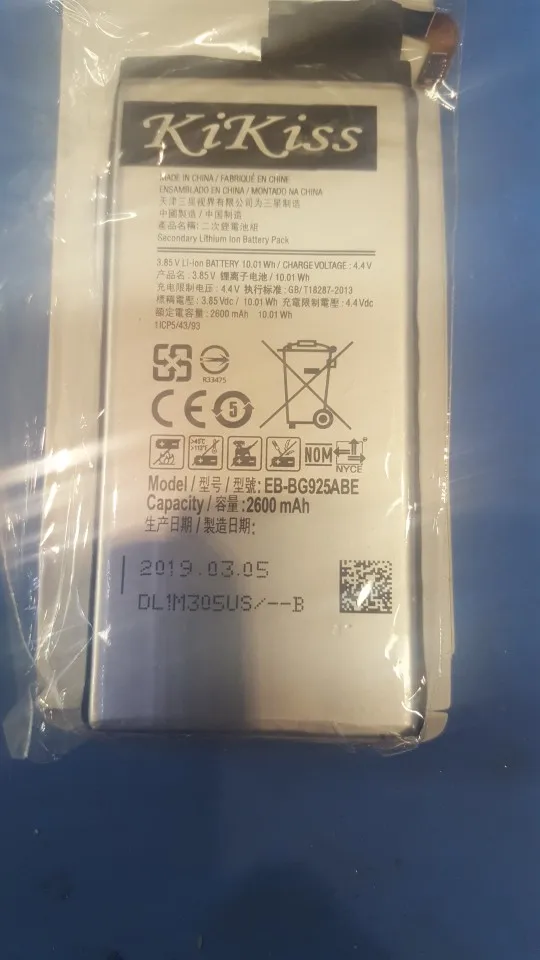 KiKiss
MADE IN CHINA / FABRIQUÉ EN CHINE
ENSAMBLADO EN CHINA / MONTADO NA CHINA
天津三星视界有限公司为三星制造
中國製造 / 中国制造
產品名稱: 二次鋰電池組
Secondary Lithium Ion Battery Pack
3.85 V Li-ion BATTERY 10.01 Wh / CHARGE VOLTAGE : 4.4 V
产品名 : 3.85 V 锂离子电池 / 10.01 Wh
充电限制电压 : 4.4 V 执行标准 : GB/T18287-2013
標稱電壓 : 3.85 Vdc / 10.01 Wh 充電限制電壓 : 4.4 Vdc
額定電容量 : 2600 mAh 10.01 Wh
1ICP5/43/93
R33475
CE 5
>45℃
>113℉
NOM NYCE
Model / 型号 / 型號: EB-BG925ABE
Capacity / 容量 : 2600 mAh
生产日期 / 製造日期:
2019.03.05
DL1M305US/--B